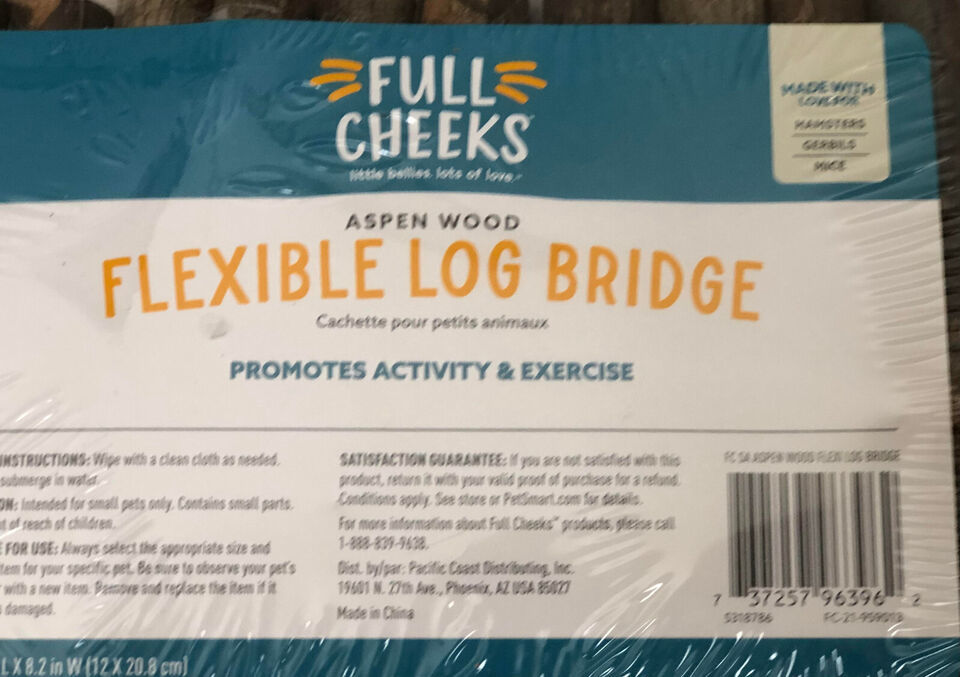 FULL
CHEEKS
little bellies. lots of love.™
MADE WITH
LOVE FOR
HAMSTERS
GERBILS
MICE
ASPEN WOOD
FLEXIBLE LOG BRIDGE
Cachette pour petits animaux
PROMOTES ACTIVITY & EXERCISE
INSTRUCTIONS: Wipe with a clean cloth as needed.
submerge in water.
ON: Intended for small pets only. Contains small parts.
of reach of children.
FOR USE: Always select the appropriate size and
item for your specific pet. Be sure to observe your pet's
with a new item. Remove and replace the item if it
damaged.
L X 8.2 in W (12 X 20.8 cm)
SATISFACTION GUARANTEE: If you are not satisfied with this
product, return it with your valid proof of purchase for a refund.
Conditions apply. See store or PetSmart.com for details.
For more information about Full Cheeks™ products, please call
1-888-839-9638.
Dist. by/par: Pacific Coast Distributing, Inc.
19601 N. 27th Ave., Phoenix, AZ USA 85027
Made in China
FC SA ASPEN WOOD FLEXI LOG BRIDGE
7 37257 96396 2
5318786 FC-21-959013